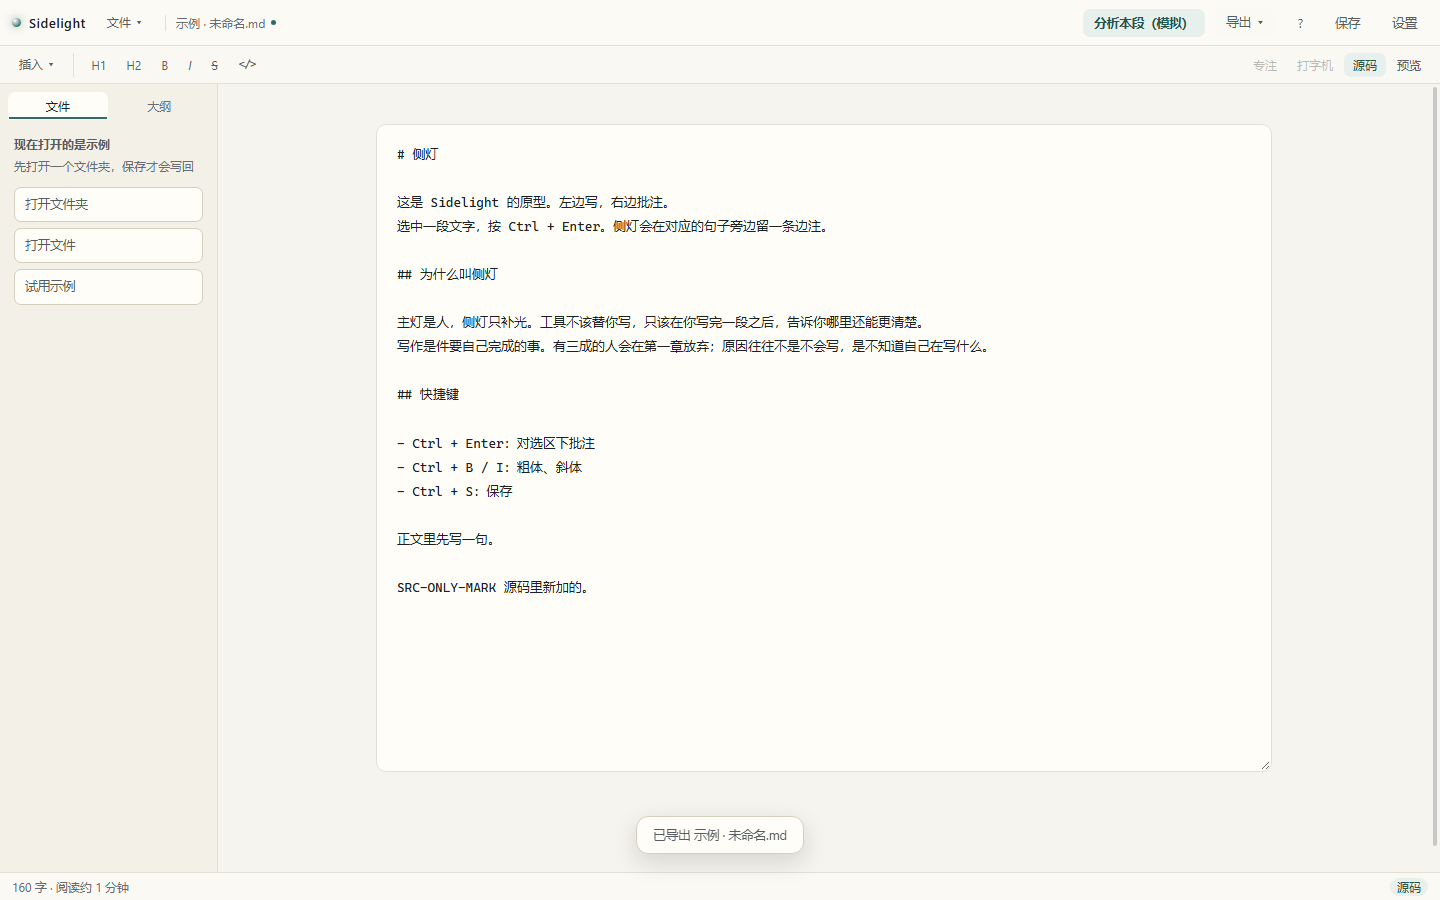 Sidelight 文件 示例 · 未命名.md 分析本段（模拟） 导出 ? 保存 设置
插入 H1 H2 B I S </> 专注 打字机 源码 预览
文件 大纲
现在打开的是示例
先打开一个文件夹，保存才会写回
打开文件夹
打开文件
试用示例
# 侧灯
这是 Sidelight 的原型。左边写，右边批注。
选中一段文字，按 Ctrl + Enter。侧灯会在对应的句子旁边留一条边注。
## 为什么叫侧灯
主灯是人，侧灯只补光。工具不该替你写，只该在你写完一段之后，告诉你哪里还能更清楚。
写作是件要自己完成的事。有三成的人会在第一章放弃；原因往往不是不会写，是不知道自己在写什么。
## 快捷键
- Ctrl + Enter：对选区下批注
- Ctrl + B / I：粗体、斜体
- Ctrl + S：保存
正文里先写一句。
SRC-ONLY-MARK 源码里新加的。
已导出 示例 · 未命名.md
160 字 · 阅读约 1 分钟 源码